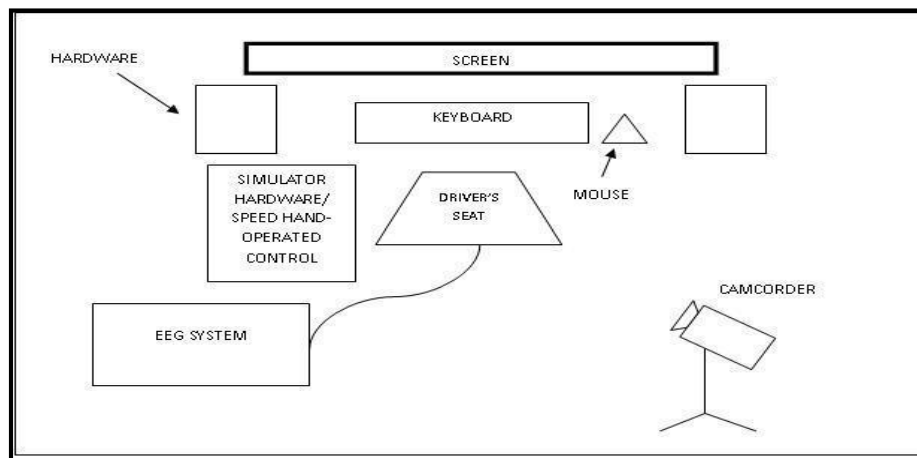 HARDWARE
SCREEN
KEYBOARD
MOUSE
SIMULATOR
HARDWARE/
SPEED HAND-
OPERATED
CONTROL
DRIVER'S
SEAT
CAMCORDER
EEG SYSTEM